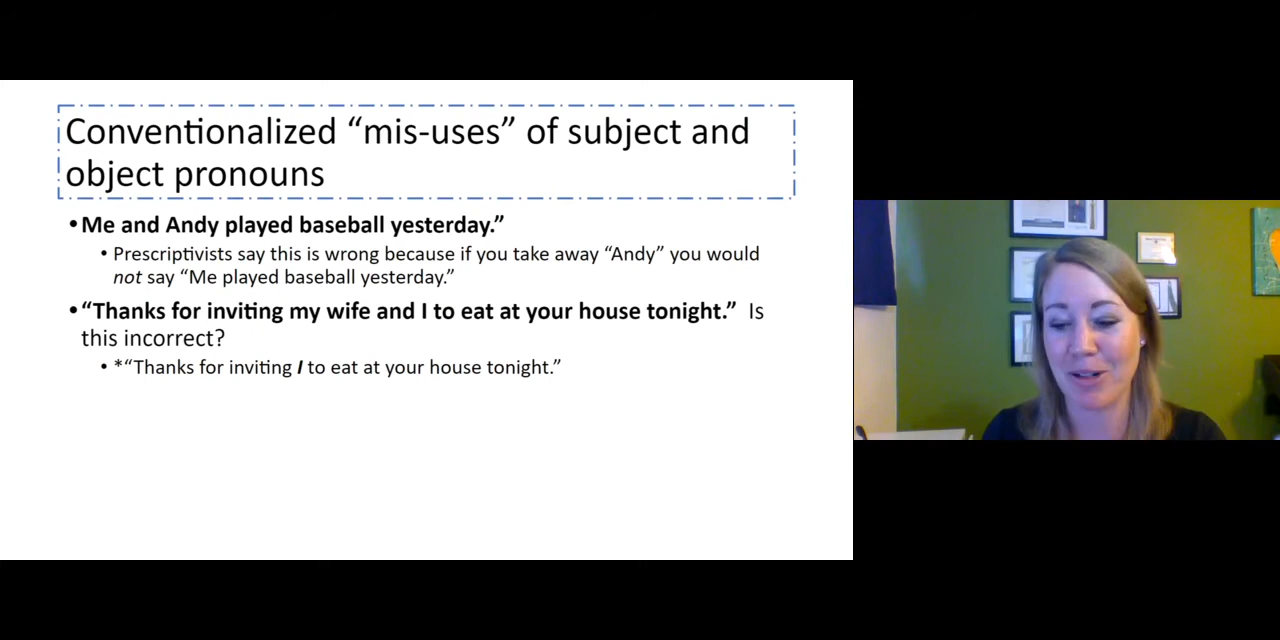 Conventionalized “mis-uses” of subject and
object pronouns
•Me and Andy played baseball yesterday.”
• Prescriptivists say this is wrong because if you take away “Andy” you would
not say “Me played baseball yesterday.”
•“Thanks for inviting my wife and I to eat at your house tonight.” Is
this incorrect?
• *“Thanks for inviting I to eat at your house tonight.”